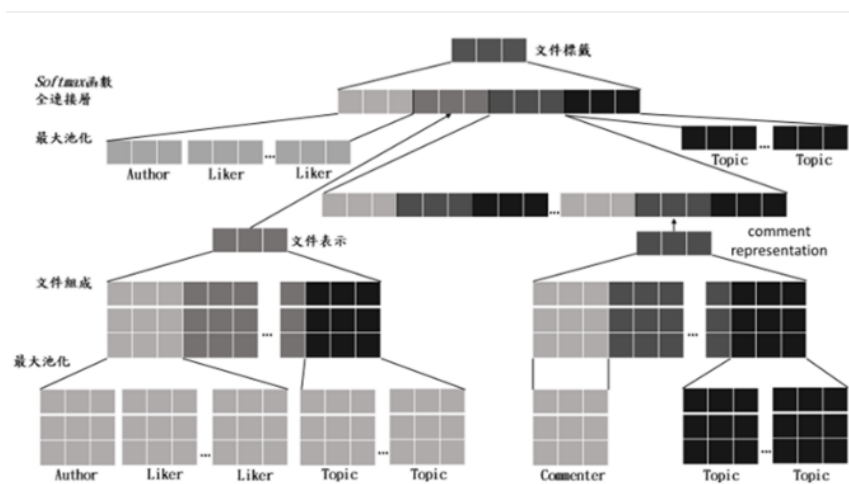 文件標籤
Softmax函數
全連接層
最大池化
Author Liker ... Liker
Topic ... Topic
...
文件表示
comment
representation
文件組成
...
...
最大池化
... ... ...
Author Liker Liker Topic Topic Commenter Topic Topic